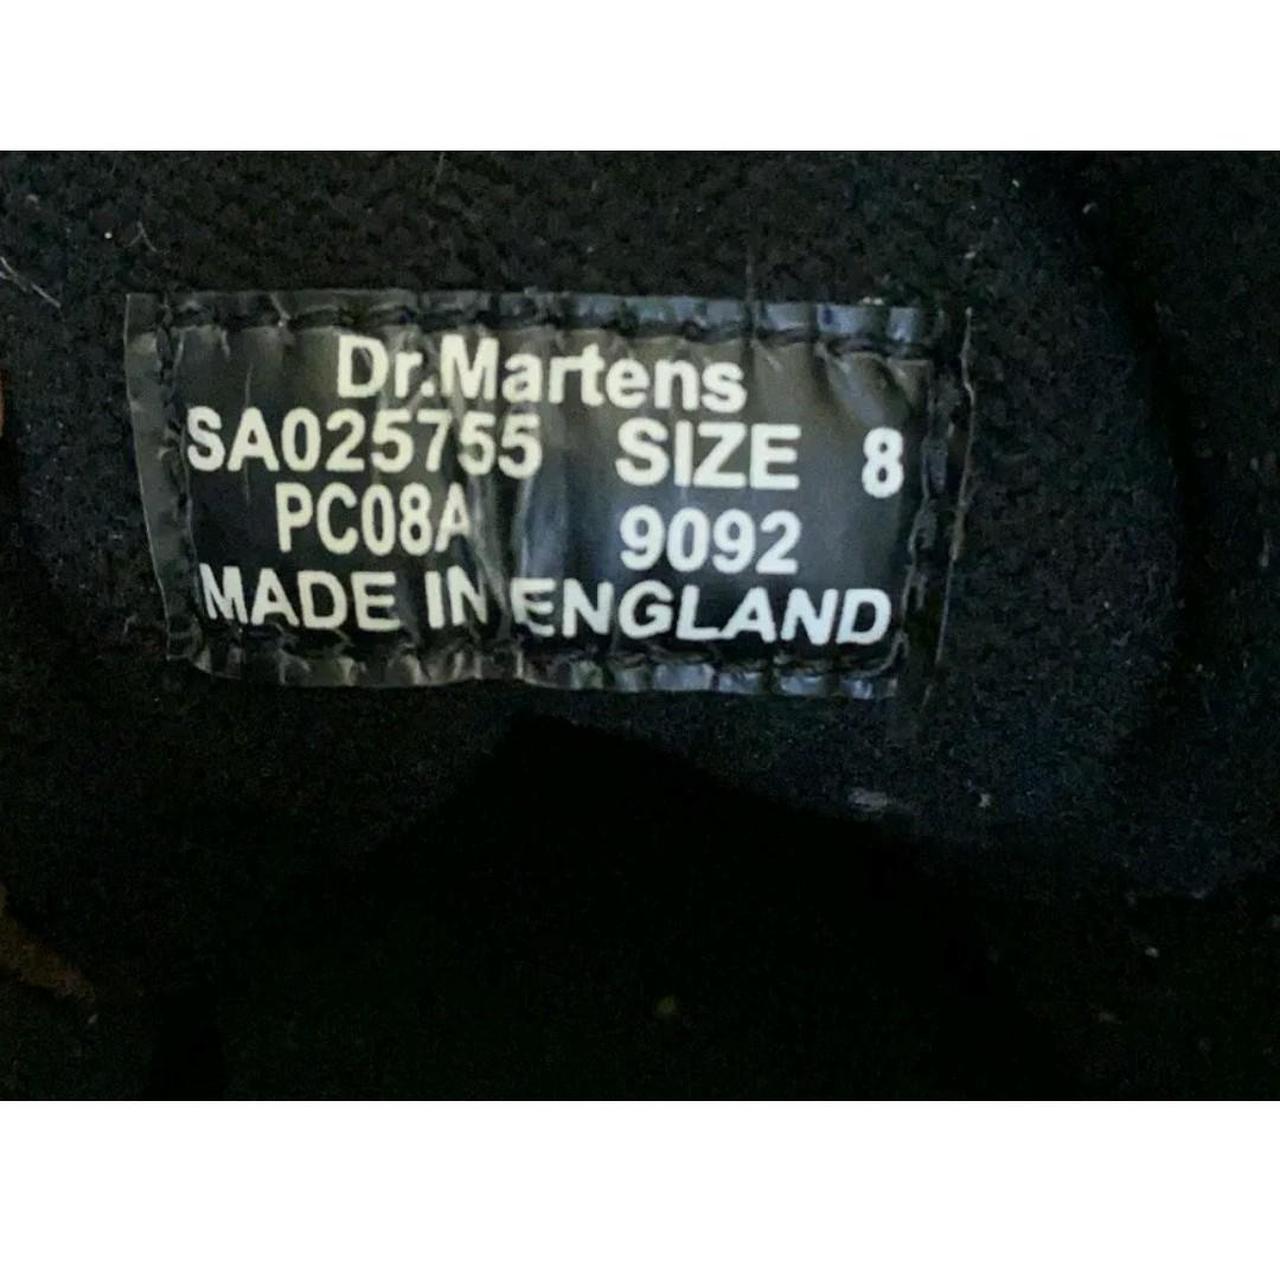 Dr.Martens
SA025755 SIZE 8
PC08A 9092
MADE IN ENGLAND